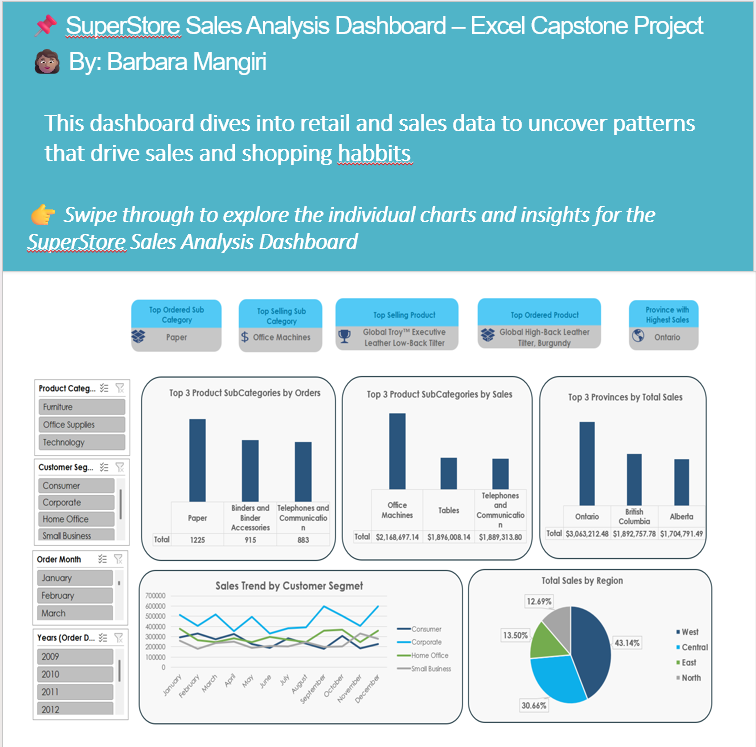 SuperStore Sales Analysis Dashboard – Excel Capstone Project
By: Barbara Mangiri
This dashboard dives into retail and sales data to uncover patterns
that drive sales and shopping habbits
Swipe through to explore the individual charts and insights for the
SuperStore Sales Analysis Dashboard
Top Ordered Sub
Category
Paper
Top Selling Sub
Category
$ Office Machines
Top Selling Product
Global Troy™ Executive
Leather Low-Back Tilter
Top Ordered Product
Global High-Back Leather
Tilter, Burgundy
Province with
Highest Sales
Ontario
Product Categ...
Furniture
Office Supplies
Technology
Customer Seg...
Consumer
Corporate
Home Office
Small Business
Order Month
January
February
March
Years (Order D...
2009
2010
2011
2012
Top 3 Product SubCategories by Orders
Paper
Binders and
Binder
Accessories
Telephones and
Communicatio
n
Total 1225 915 883
Top 3 Product SubCategories by Sales
Office
Machines
Tables
Telephones
and
Communicatio
n
Total $2,168,697.14 $1,896,008.14 $1,889,313.80
Top 3 Provinces by Total Sales
Ontario
British
Columbia
Alberta
Total $3,063,212.48 $1,892,757.78 $1,704,791.49
Sales Trend by Customer Segmet
700000
600000
500000
400000
300000
200000
100000
0
January
February
March
April
May
June
July
August
September
October
November
December
Consumer
Corporate
Home Office
Small Business
Total Sales by Region
12.69%
13.50%
43.14%
30.66%
West
Central
East
North